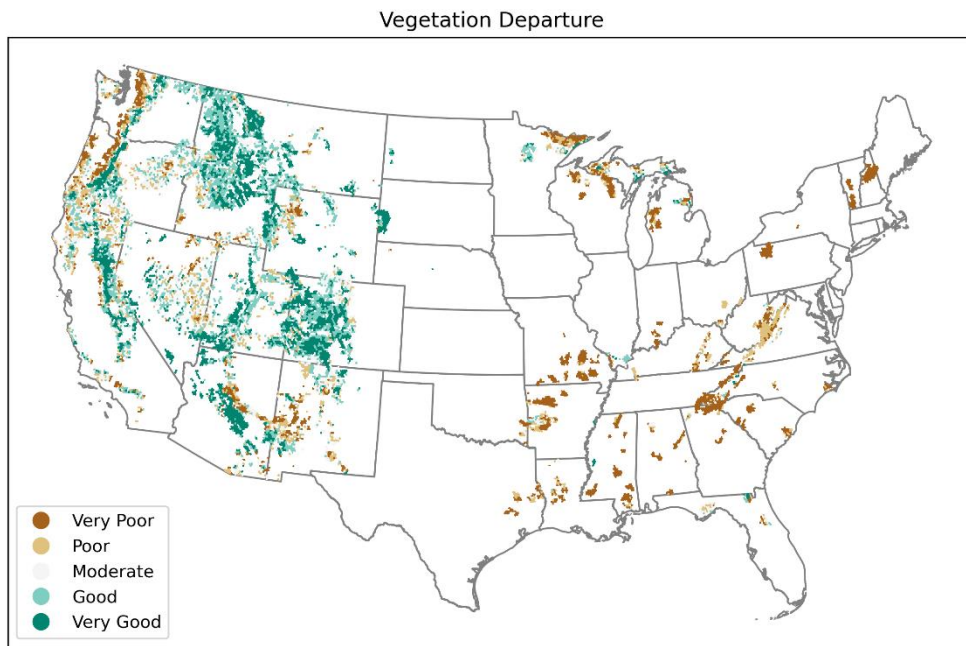 Vegetation Departure
Very Poor
Poor
Moderate
Good
Very Good